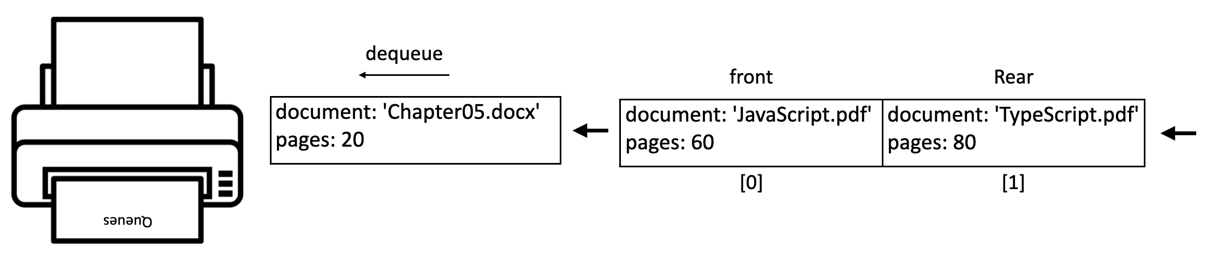 dequeue
front
Rear
document: 'Chapter05.docx'
pages: 20
document: 'JavaScript.pdf'
pages: 60
document: 'TypeScript.pdf'
pages: 80
[0]
[1]
Queues